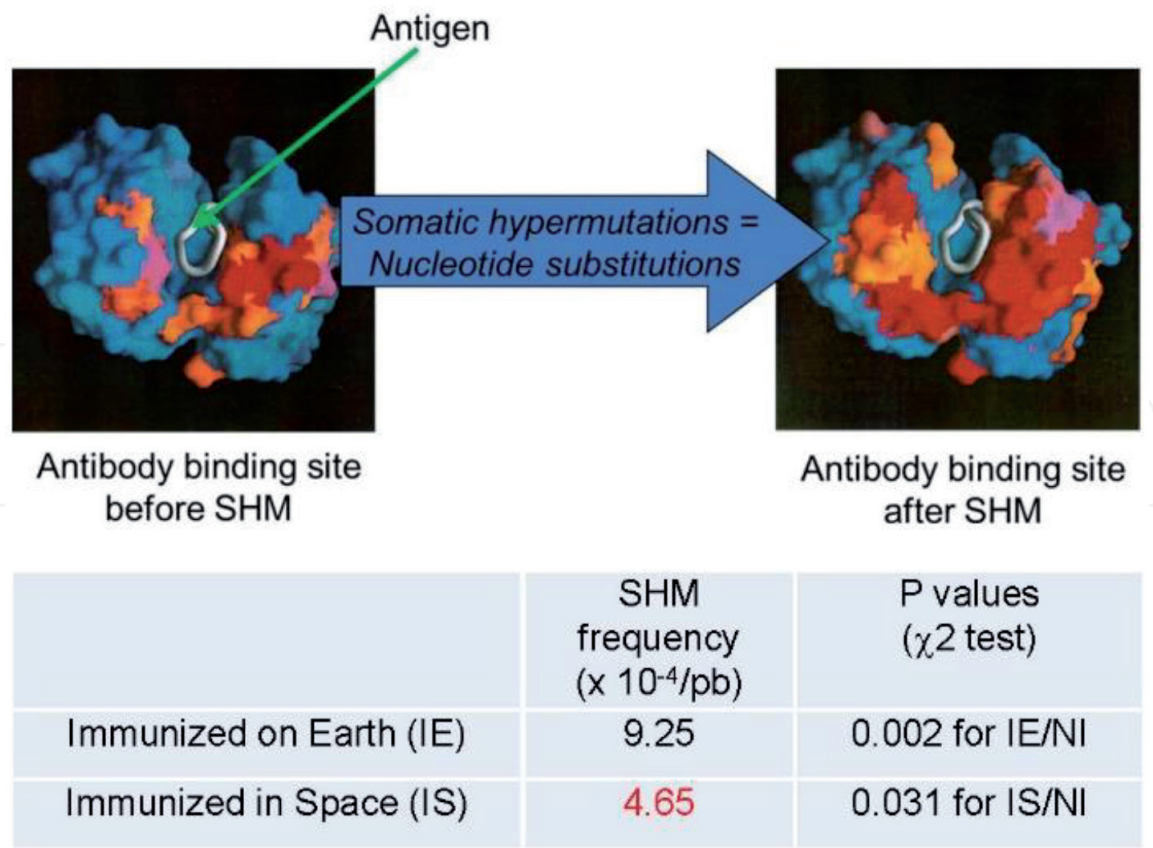 Antigen
Somatic hypermutations =
Nucleotide substitutions
Antibody binding site
before SHM
Antibody binding site
after SHM
SHM
frequency
(x 10-4/pb)
P values
(χ2 test)
Immunized on Earth (IE)
9.25
0.002 for IE/NI
Immunized in Space (IS)
4.65
0.031 for IS/NI